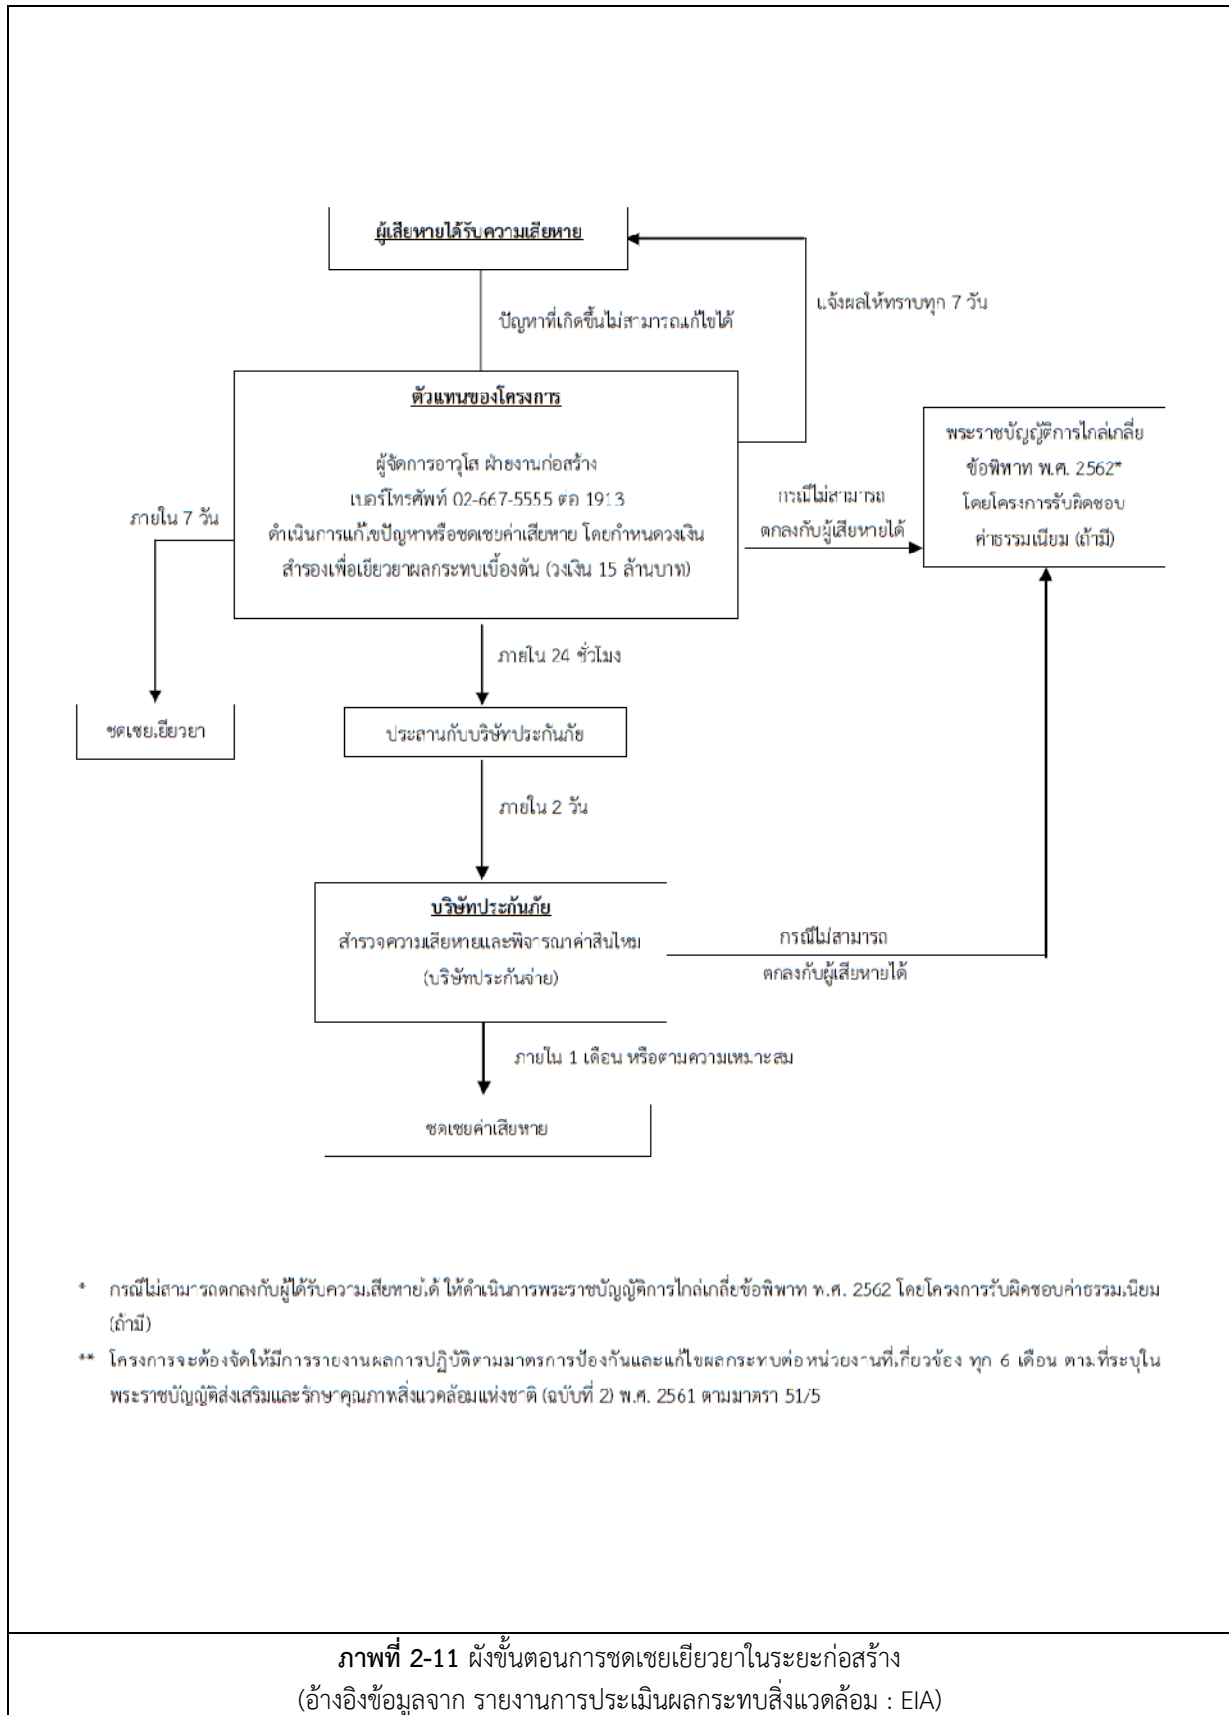 ผู้เสียหายได้รับความเสียหาย
แจ้งผลให้ทราบทุก 7 วัน
ปัญหาที่เกิดขึ้นไม่สามารถแก้ไขได้
ตัวแทนของโครงการ
ผู้จัดการอาวุโส ฝ่ายงานก่อสร้าง
เบอร์โทรศัพท์ 02-667-5555 ต่อ 1913
ดำเนินการแก้ไขปัญหาหรือชดเชยค่าเสียหาย โดยกำหนดวงเงิน
สำรองเพื่อเยียวยาผลกระทบเบื้องต้น (วงเงิน 15 ล้านบาท)
ภายใน 7 วัน
กรณีไม่สามารถ
ตกลงกับผู้เสียหายได้
พระราชบัญญัติการไกล่เกลี่ย
ข้อพิพาท พ.ศ. 2562*
โดยโครงการรับผิดชอบ
ค่าธรรมเนียม (ถ้ามี)
ภายใน 24 ชั่วโมง
ชดเชยเยียวยา
ประสานกับบริษัทประกันภัย
ภายใน 2 วัน
บริษัทประกันภัย
สำรวจความเสียหายและพิจารณาค่าสินไหม
(บริษัทประกันจ่าย)
กรณีไม่สามารถ
ตกลงกับผู้เสียหายได้
ภายใน 1 เดือน หรือตามความเหมาะสม
ชดเชยค่าเสียหาย
* กรณีไม่สามารถตกลงกับผู้ได้รับความเสียหายได้ ให้ดำเนินการพระราชบัญญัติการไกล่เกลี่ยข้อพิพาท พ.ศ. 2562 โดยโครงการรับผิดชอบค่าธรรมเนียม
(ถ้ามี)
** โครงการจะต้องจัดให้มีการรายงานผลการปฏิบัติตามมาตรการป้องกันและแก้ไขผลกระทบต่อหน่วยงานที่เกี่ยวข้อง ทุก 6 เดือน ตามที่ระบุใน
พระราชบัญญัติส่งเสริมและรักษาคุณภาพสิ่งแวดล้อมแห่งชาติ (ฉบับที่ 2) พ.ศ. 2561 ตามมาตรา 51/5
ภาพที่ 2-11 ผังขั้นตอนการชดเชยเยียวยาในระยะก่อสร้าง
(อ้างอิงข้อมูลจาก รายงานการประเมินผลกระทบสิ่งแวดล้อม : EIA)